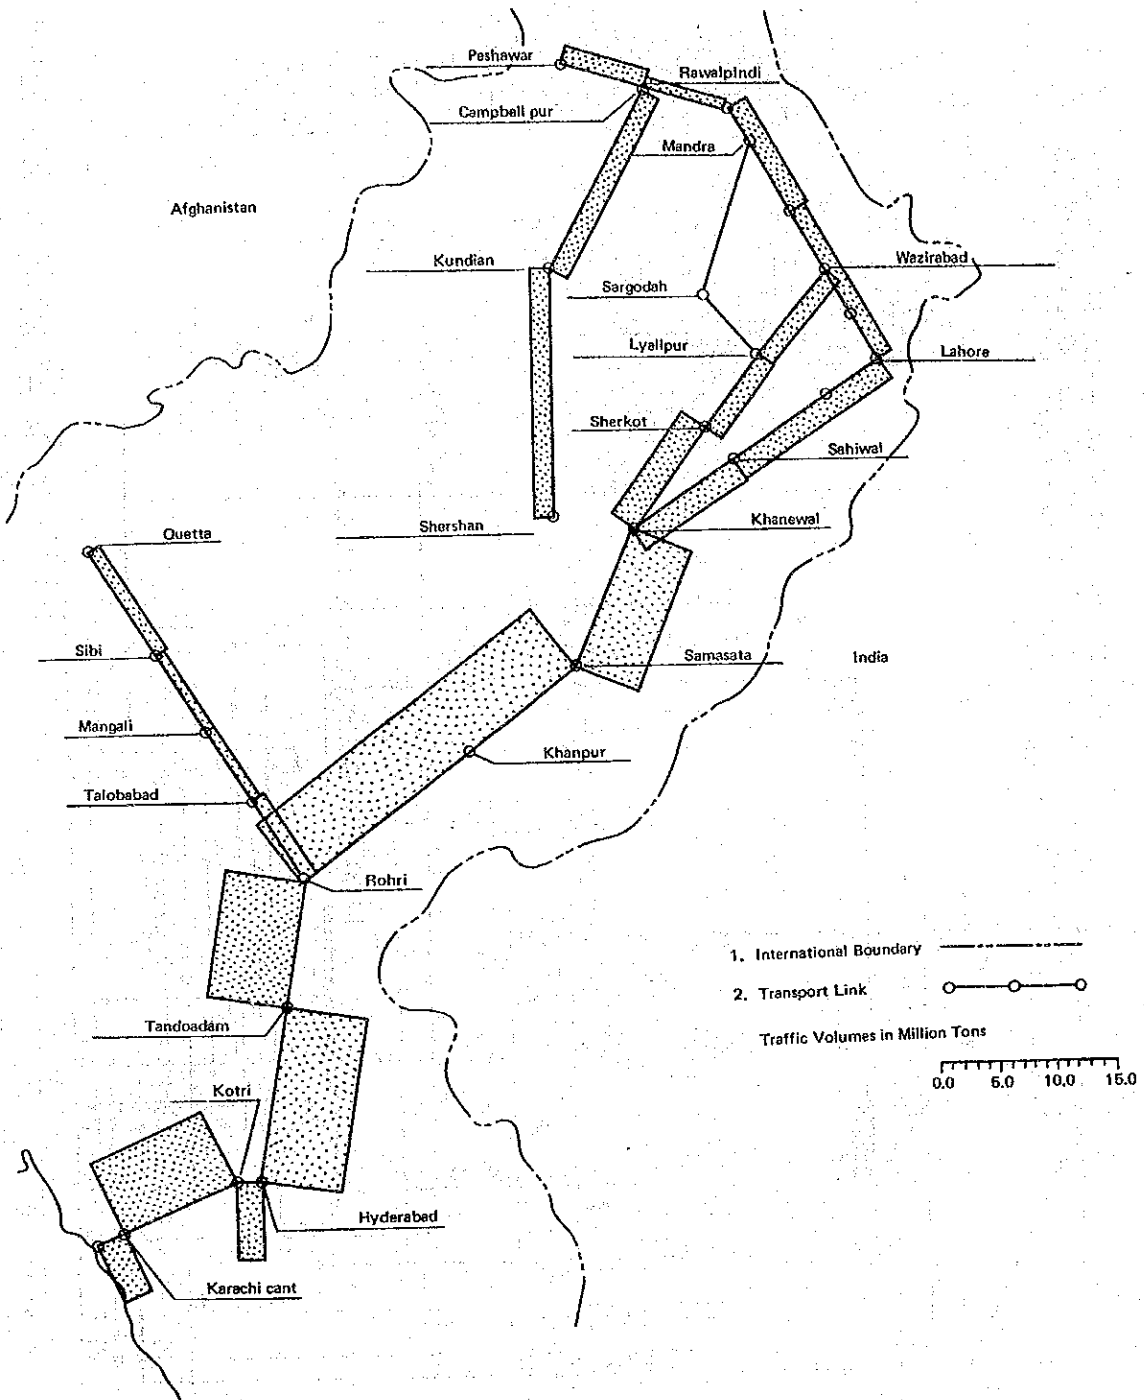 Peshawar
Rawalpindi
Campbell pur
Mandra
Afghanistan
Kundian
Wazirabad
Sargodah
Lyallpur
Lahore
Sherkot
Sahiwal
Shershan
Khanewal
Quetta
Sibi
Samasata
India
Mangali
Khanpur
Talobabad
Rohri
1. International Boundary
2. Transport Link
Tandoadam
Traffic Volumes in Million Tons
0.0 5.0 10.0 15.0
Kotri
Hyderabad
Karachi cant